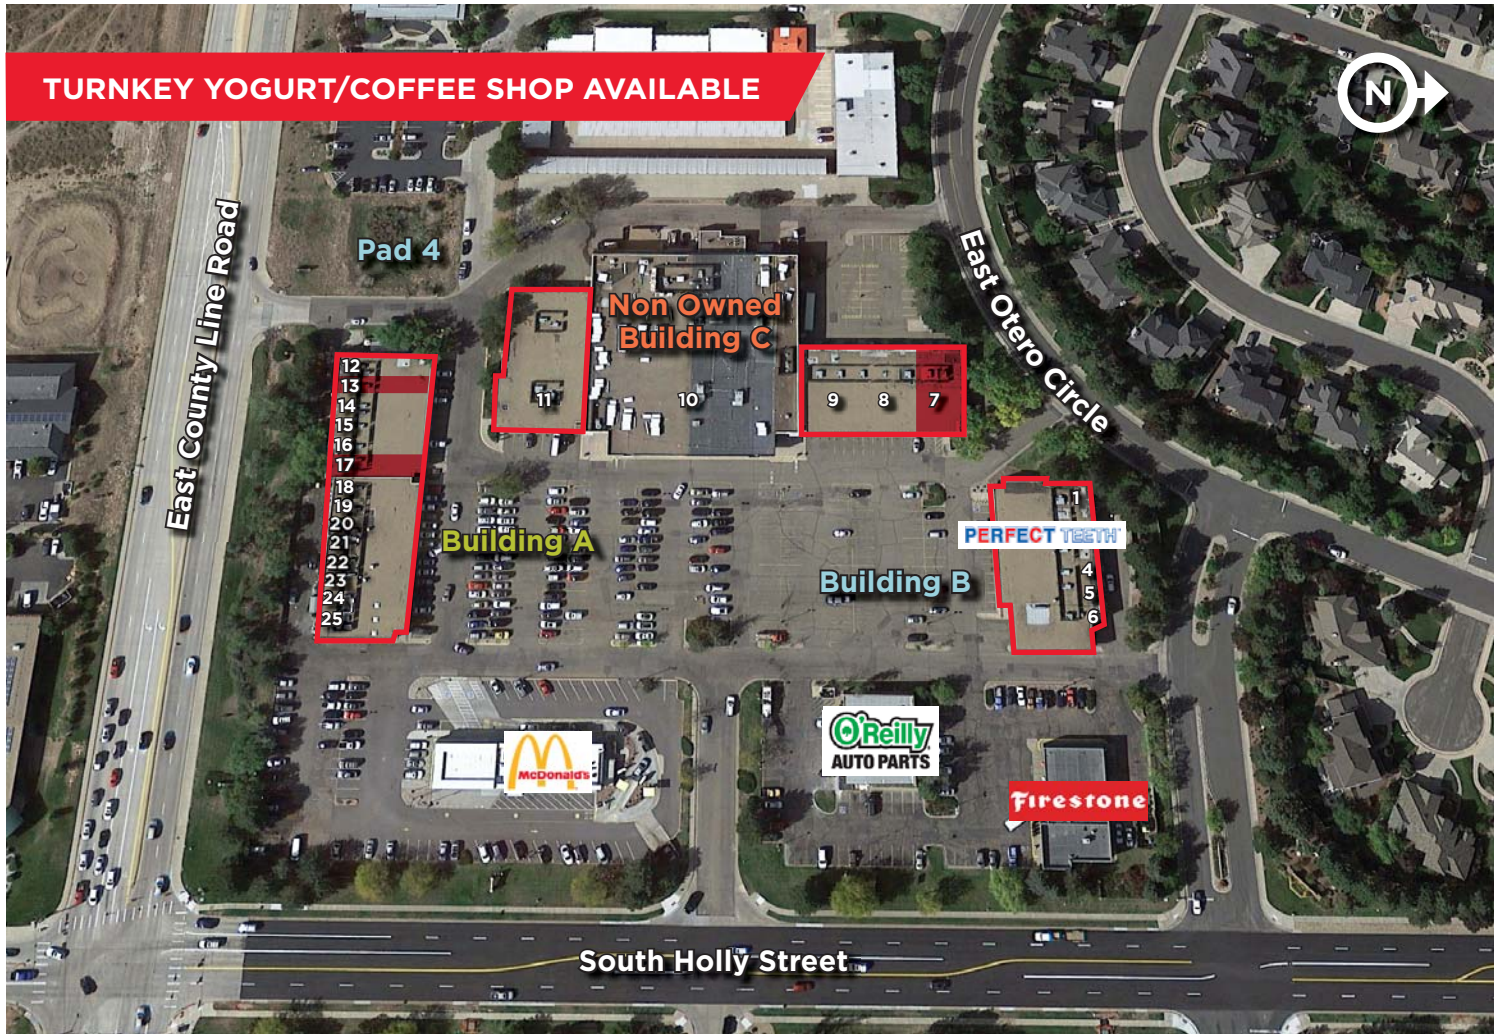 TURNKEY YOGURT/COFFEE SHOP AVAILABLE
N
East County Line Road
Pad 4
Non Owned
Building C
East Otero Circle
12
13
14
15
16
17
18
19
20
21
22
23
24
25
11
10
9
8
7
Building A
Building B
1
PERFECT TEETH
4
5
6
McDonald's
O'Reilly
AUTO PARTS
Firestone
South Holly Street